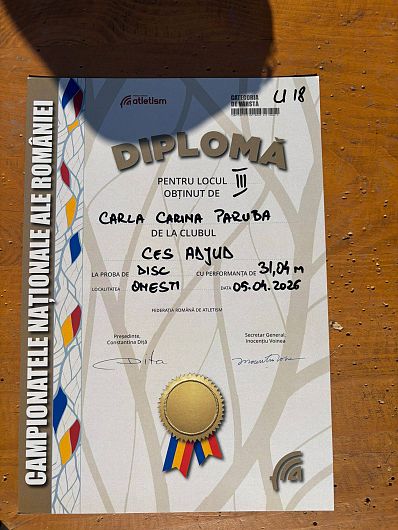 CAMPIONATELE NAȚIONALE ALE ROMÂNIEI
atletism
CATEGORIA
DE VÂRSTĂ
U 18
DIPLOMĂ
PENTRU LOCUL III
OBȚINUT DE
CARLA CARINA PARUBA
DE LA CLUBUL
CES ADJUD
LA PROBA DE DISC CU PERFORMANȚA DE 31,04 m
LOCALITATEA ONESTI DATA 05.04.2026
FEDERAȚIA ROMÂNĂ DE ATLETISM
Președinte,
Constantina Diță
Secretar General,
Inocențiu Voinea